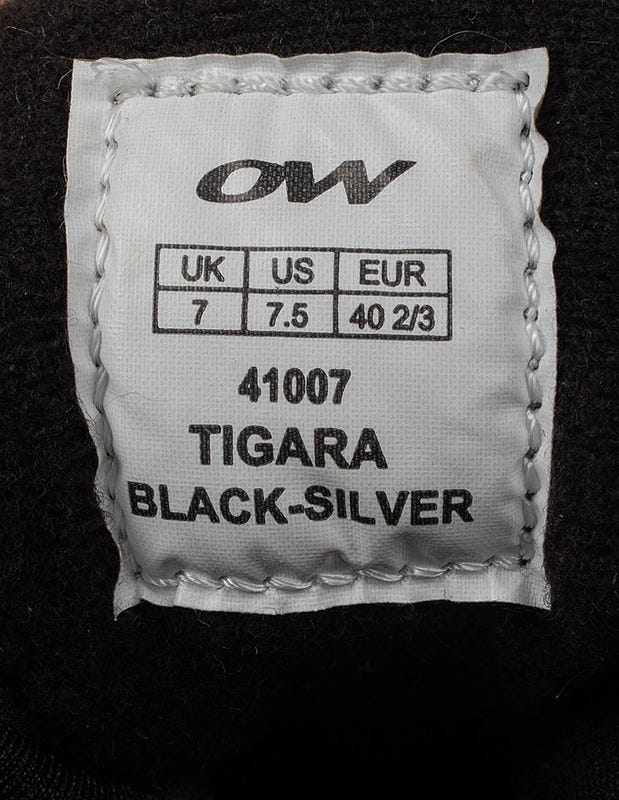 OW
UK US EUR
7 7.5 40 2/3
41007
TIGARA
BLACK-SILVER